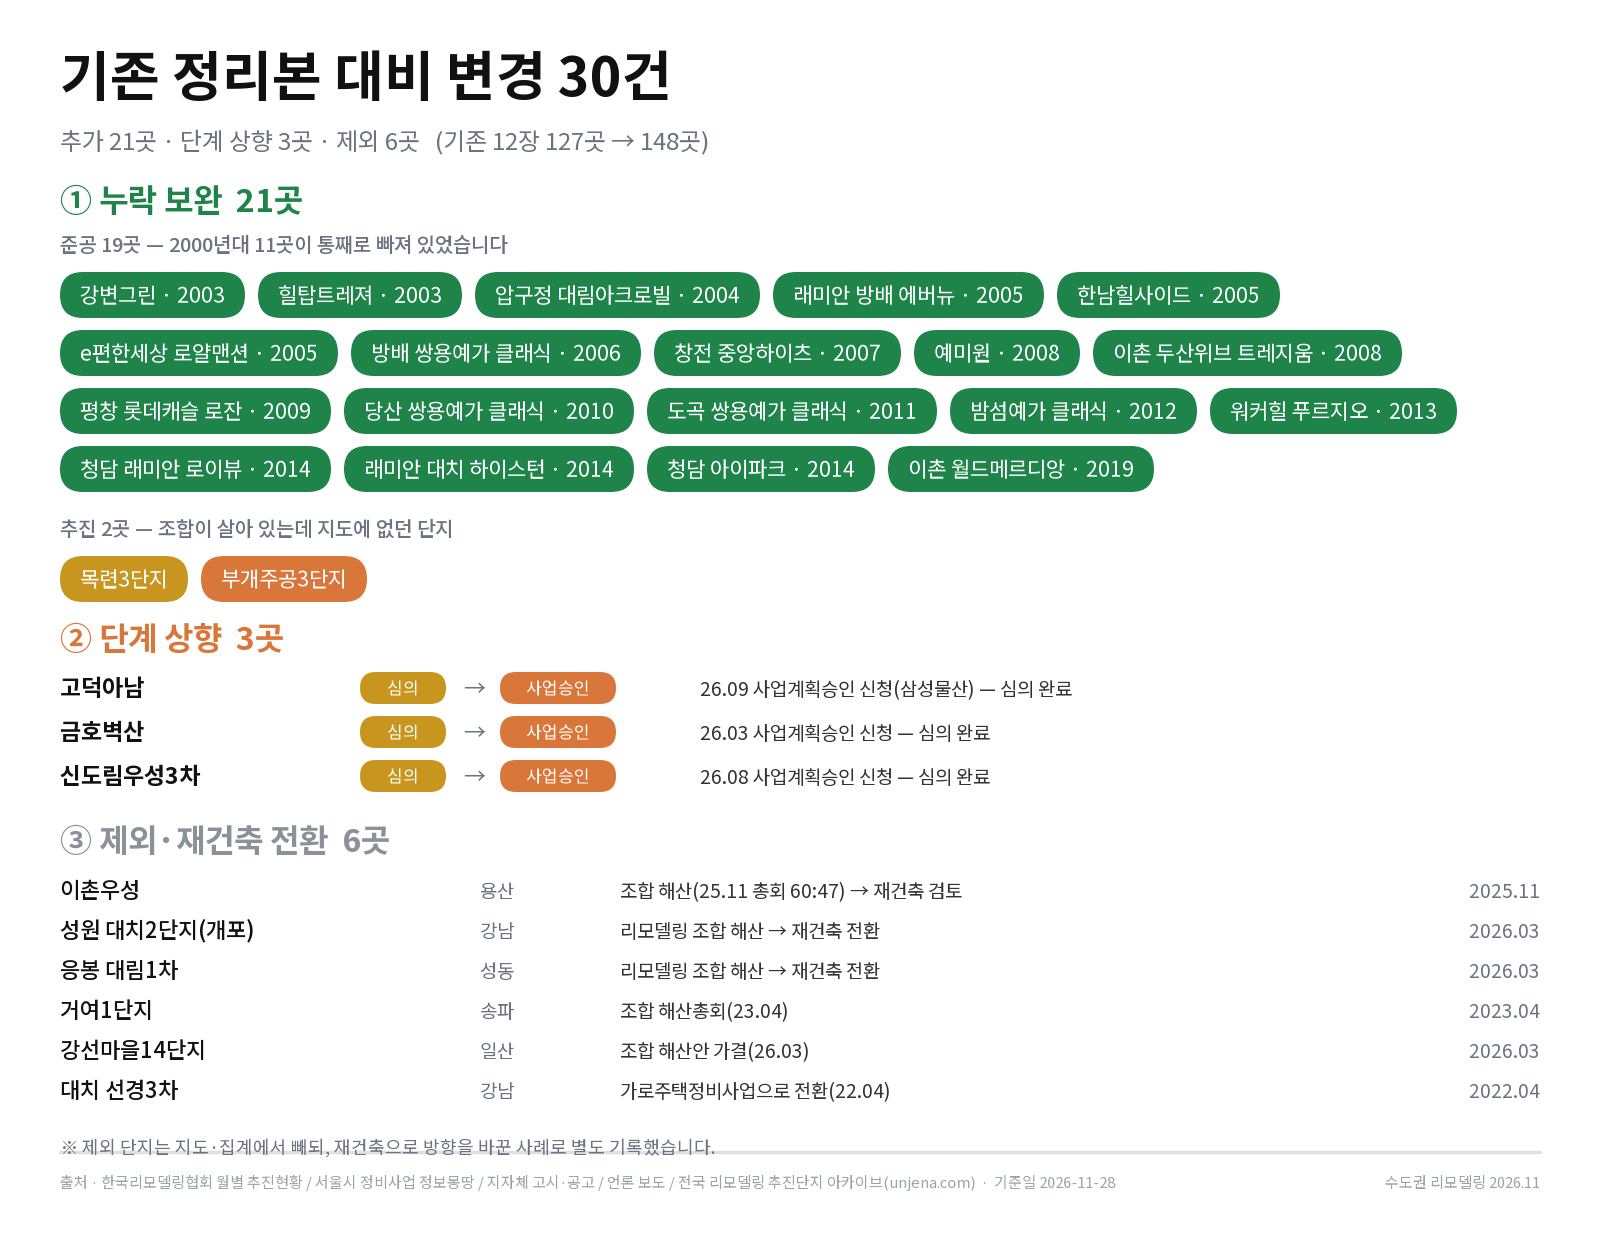 기존 정리본 대비 변경 30건
추가 21곳 · 단계 상향 3곳 · 제외 6곳 (기존 12장 127곳 → 148곳)
① 누락 보완 21곳
준공 19곳 — 2000년대 11곳이 통째로 빠져 있었습니다
강변그린 · 2003 힐탑트레져 · 2003 압구정 대림아크로빌 · 2004 래미안 방배 에버뉴 · 2005 한남힐사이드 · 2005
e편한세상 로얄맨션 · 2005 방배 쌍용예가 클래식 · 2006 창전 중앙하이츠 · 2007 예미원 · 2008 이촌 두산위브 트레지움 · 2008
평창 롯데캐슬 로잔 · 2009 당산 쌍용예가 클래식 · 2010 도곡 쌍용예가 클래식 · 2011 밤섬예가 클래식 · 2012 워커힐 푸르지오 · 2013
청담 래미안 로이뷰 · 2014 래미안 대치 하이스턴 · 2014 청담 아이파크 · 2014 이촌 월드메르디앙 · 2019
추진 2곳 — 조합이 살아 있는데 지도에 없던 단지
목련3단지 부개주공3단지
② 단계 상향 3곳
고덕아남 심의 → 사업승인 26.09 사업계획승인 신청(삼성물산) — 심의 완료
금호벽산 심의 → 사업승인 26.03 사업계획승인 신청 — 심의 완료
신도림우성3차 심의 → 사업승인 26.08 사업계획승인 신청 — 심의 완료
③ 제외·재건축 전환 6곳
이촌우성 용산 조합 해산(25.11 총회 60:47) → 재건축 검토 2025.11
성원 대치2단지(개포) 강남 리모델링 조합 해산 → 재건축 전환 2026.03
응봉 대림1차 성동 리모델링 조합 해산 → 재건축 전환 2026.03
거여1단지 송파 조합 해산총회(23.04) 2023.04
강선마을14단지 일산 조합 해산안 가결(26.03) 2026.03
대치 선경3차 강남 가로주택정비사업으로 전환(22.04) 2022.04
※ 제외 단지는 지도·집계에서 빼되, 재건축으로 방향을 바꾼 사례로 별도 기록했습니다.
출처 · 한국리모델링협회 월별 추진현황 / 서울시 정비사업 정보몽땅 / 지자체 고시·공고 / 언론 보도 / 전국 리모델링 추진단지 아카이브(unjena.com) · 기준일 2026-11-28 수도권 리모델링 2026.11